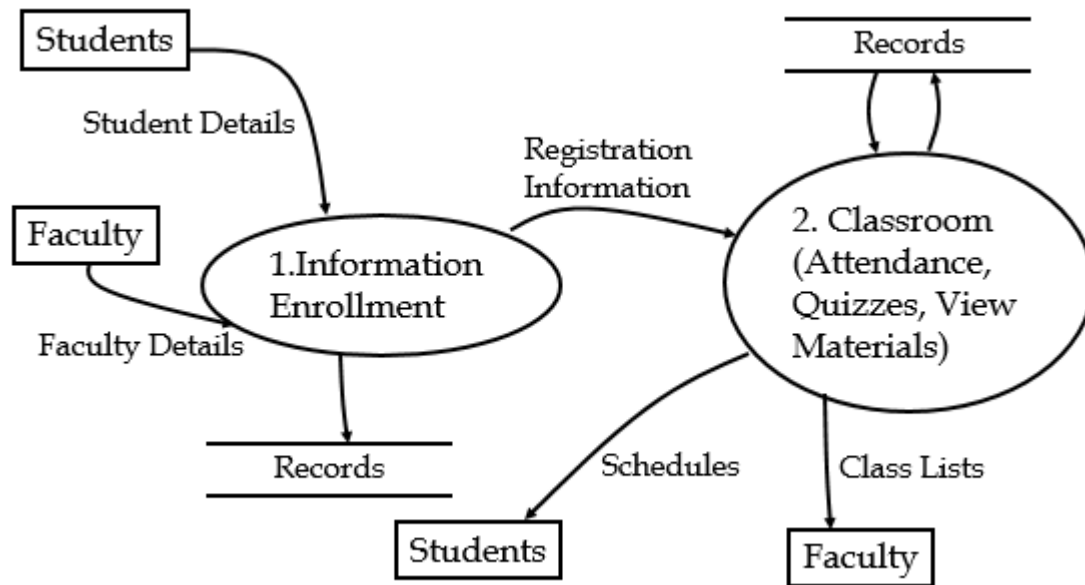 Students
Records
Student Details
Registration
Information
Faculty
1.Information
Enrollment
2. Classroom
(Attendance,
Quizzes, View
Materials)
Faculty Details
Records
Schedules
Class Lists
Students
Faculty